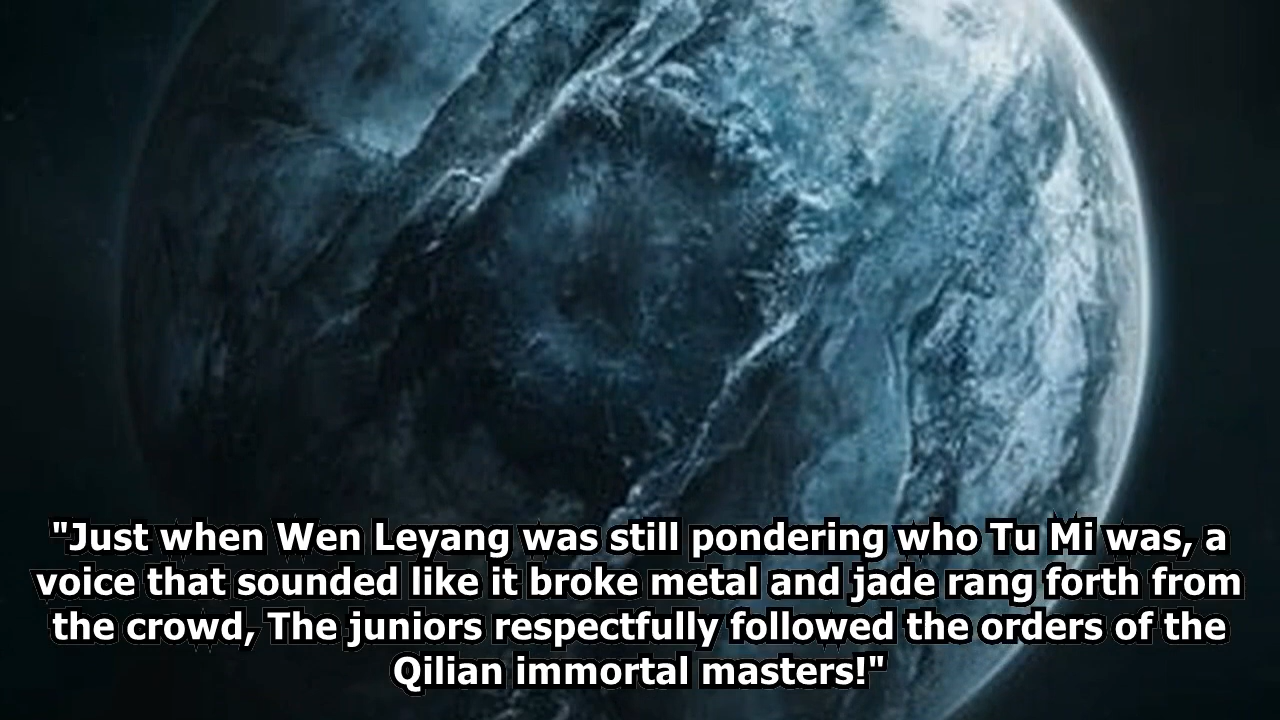 "Just when Wen Leyang was still pondering who Tu Mi was, a
voice that sounded like it broke metal and jade rang forth from
the crowd, The juniors respectfully followed the orders of the
Qilian immortal masters!"